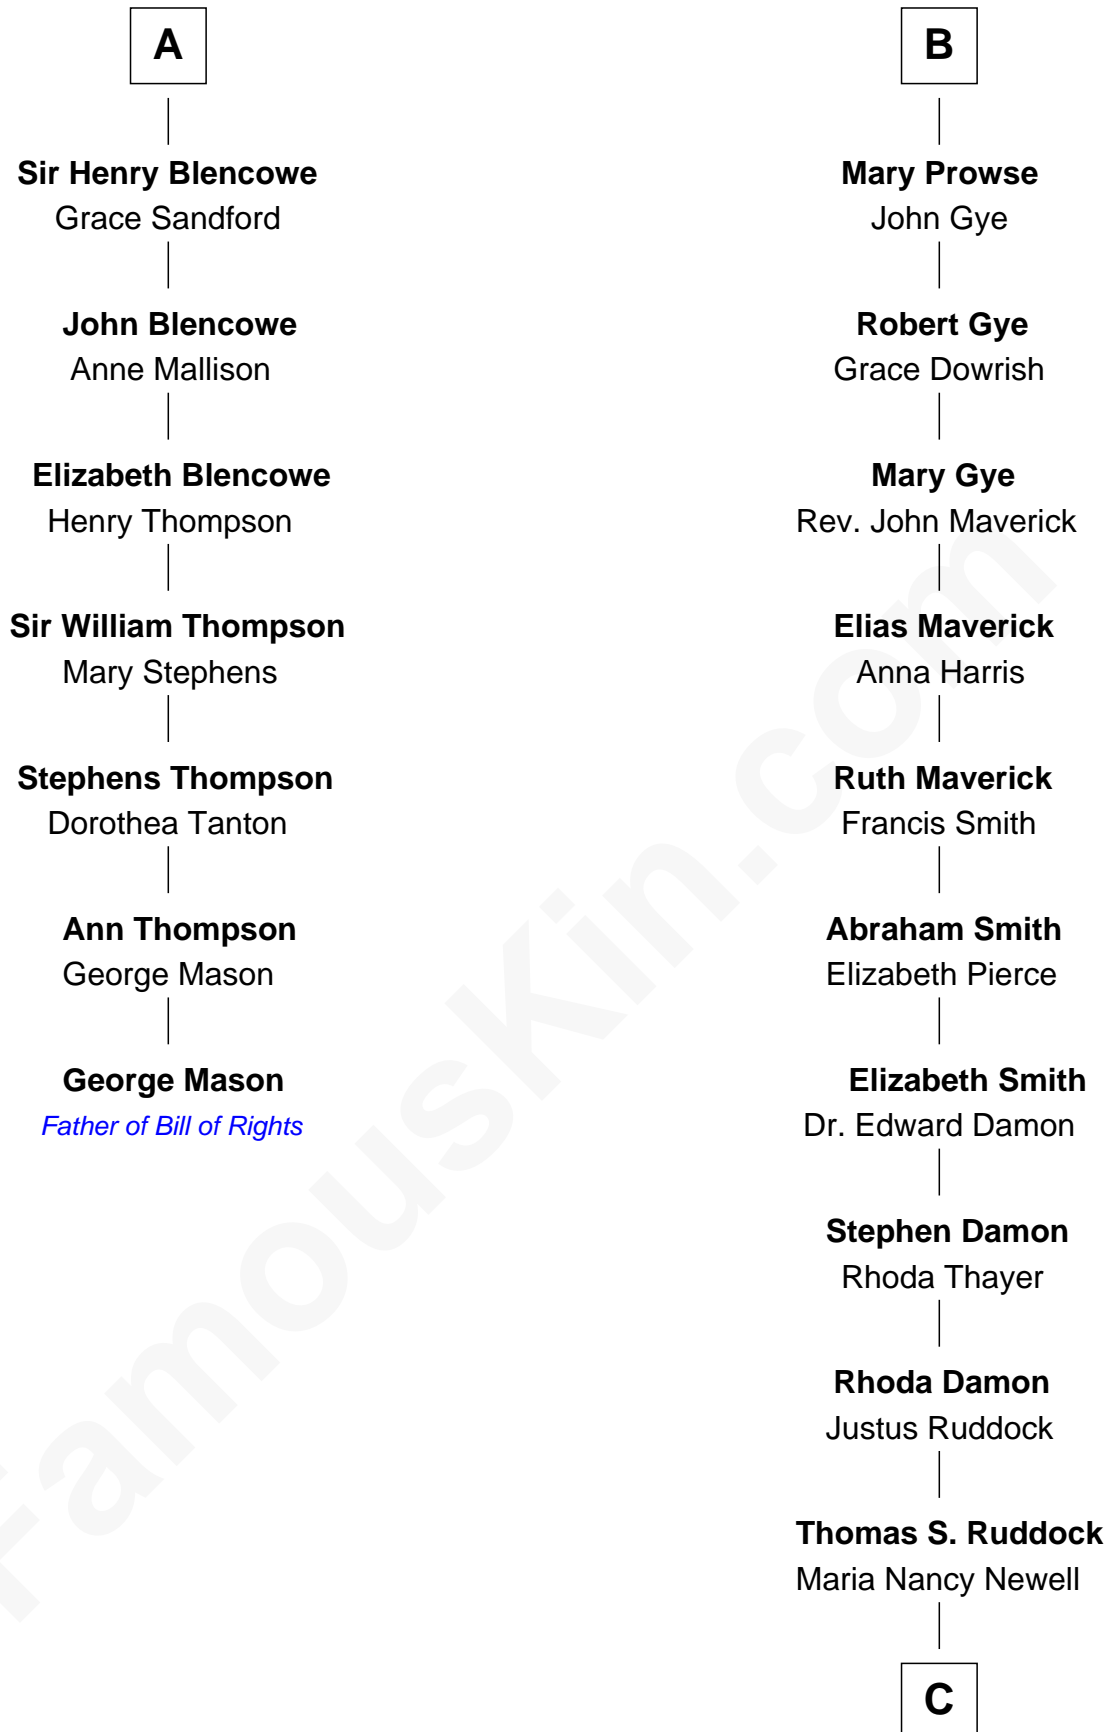 A
Sir Henry Blencowe
Grace Sandford
John Blencowe
Anne Mallison
Elizabeth Blencowe
Henry Thompson
Sir William Thompson
Mary Stephens
Stephens Thompson
Dorothea Tanton
Ann Thompson
George Mason
George Mason
Father of Bill of Rights
B
Mary Prowse
John Gye
Robert Gye
Grace Dowrish
Mary Gye
Rev. John Maverick
Elias Maverick
Anna Harris
Ruth Maverick
Francis Smith
Abraham Smith
Elizabeth Pierce
Elizabeth Smith
Dr. Edward Damon
Stephen Damon
Rhoda Thayer
Rhoda Damon
Justus Ruddock
Thomas S. Ruddock
Maria Nancy Newell
C
FamousKin.com